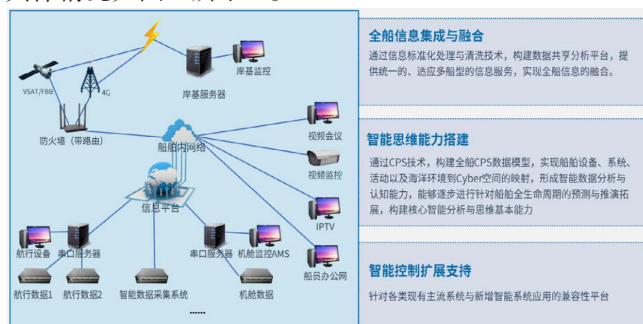 全船信息集成与融合
通过信息标准化处理与清洗技术，构建数据共享分析平台，提
供统一的、适应多船型的信息服务，实现全船信息的融合。
岸基监控
岸基服务器
VSAT/FBB
4G
防火墙（带路由）
船舶内网络
视频会议
视频监控
信息平台
IPTV
航行设备
串口服务器
串口服务器
机舱监控AMS
船员办公网
航行数据1
航行数据2
智能数据采集系统
机舱数据
......
智能思维能力搭建
通过CPS技术，构建全船CPS数据模型，实现船舶设备、系统、
活动以及海洋环境到Cyber空间的映射，形成智能数据分析与
认知能力，能够逐步进行针对船舶全生命周期的预测与推演拓
展，构建核心智能分析与思维基本能力
智能控制扩展支持
针对各类现有主流系统与新增智能系统应用的兼容性平台